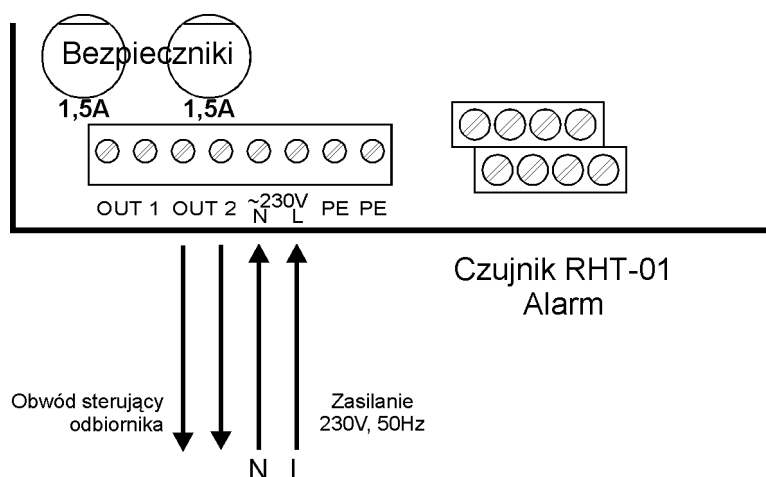 Bezpieczniki
1,5A 1,5A
~230V
OUT 1 OUT 2 N L PE PE
Czujnik RHT-01
Alarm
Obwód sterujący
odbiornika
Zasilanie
230V, 50Hz
N L